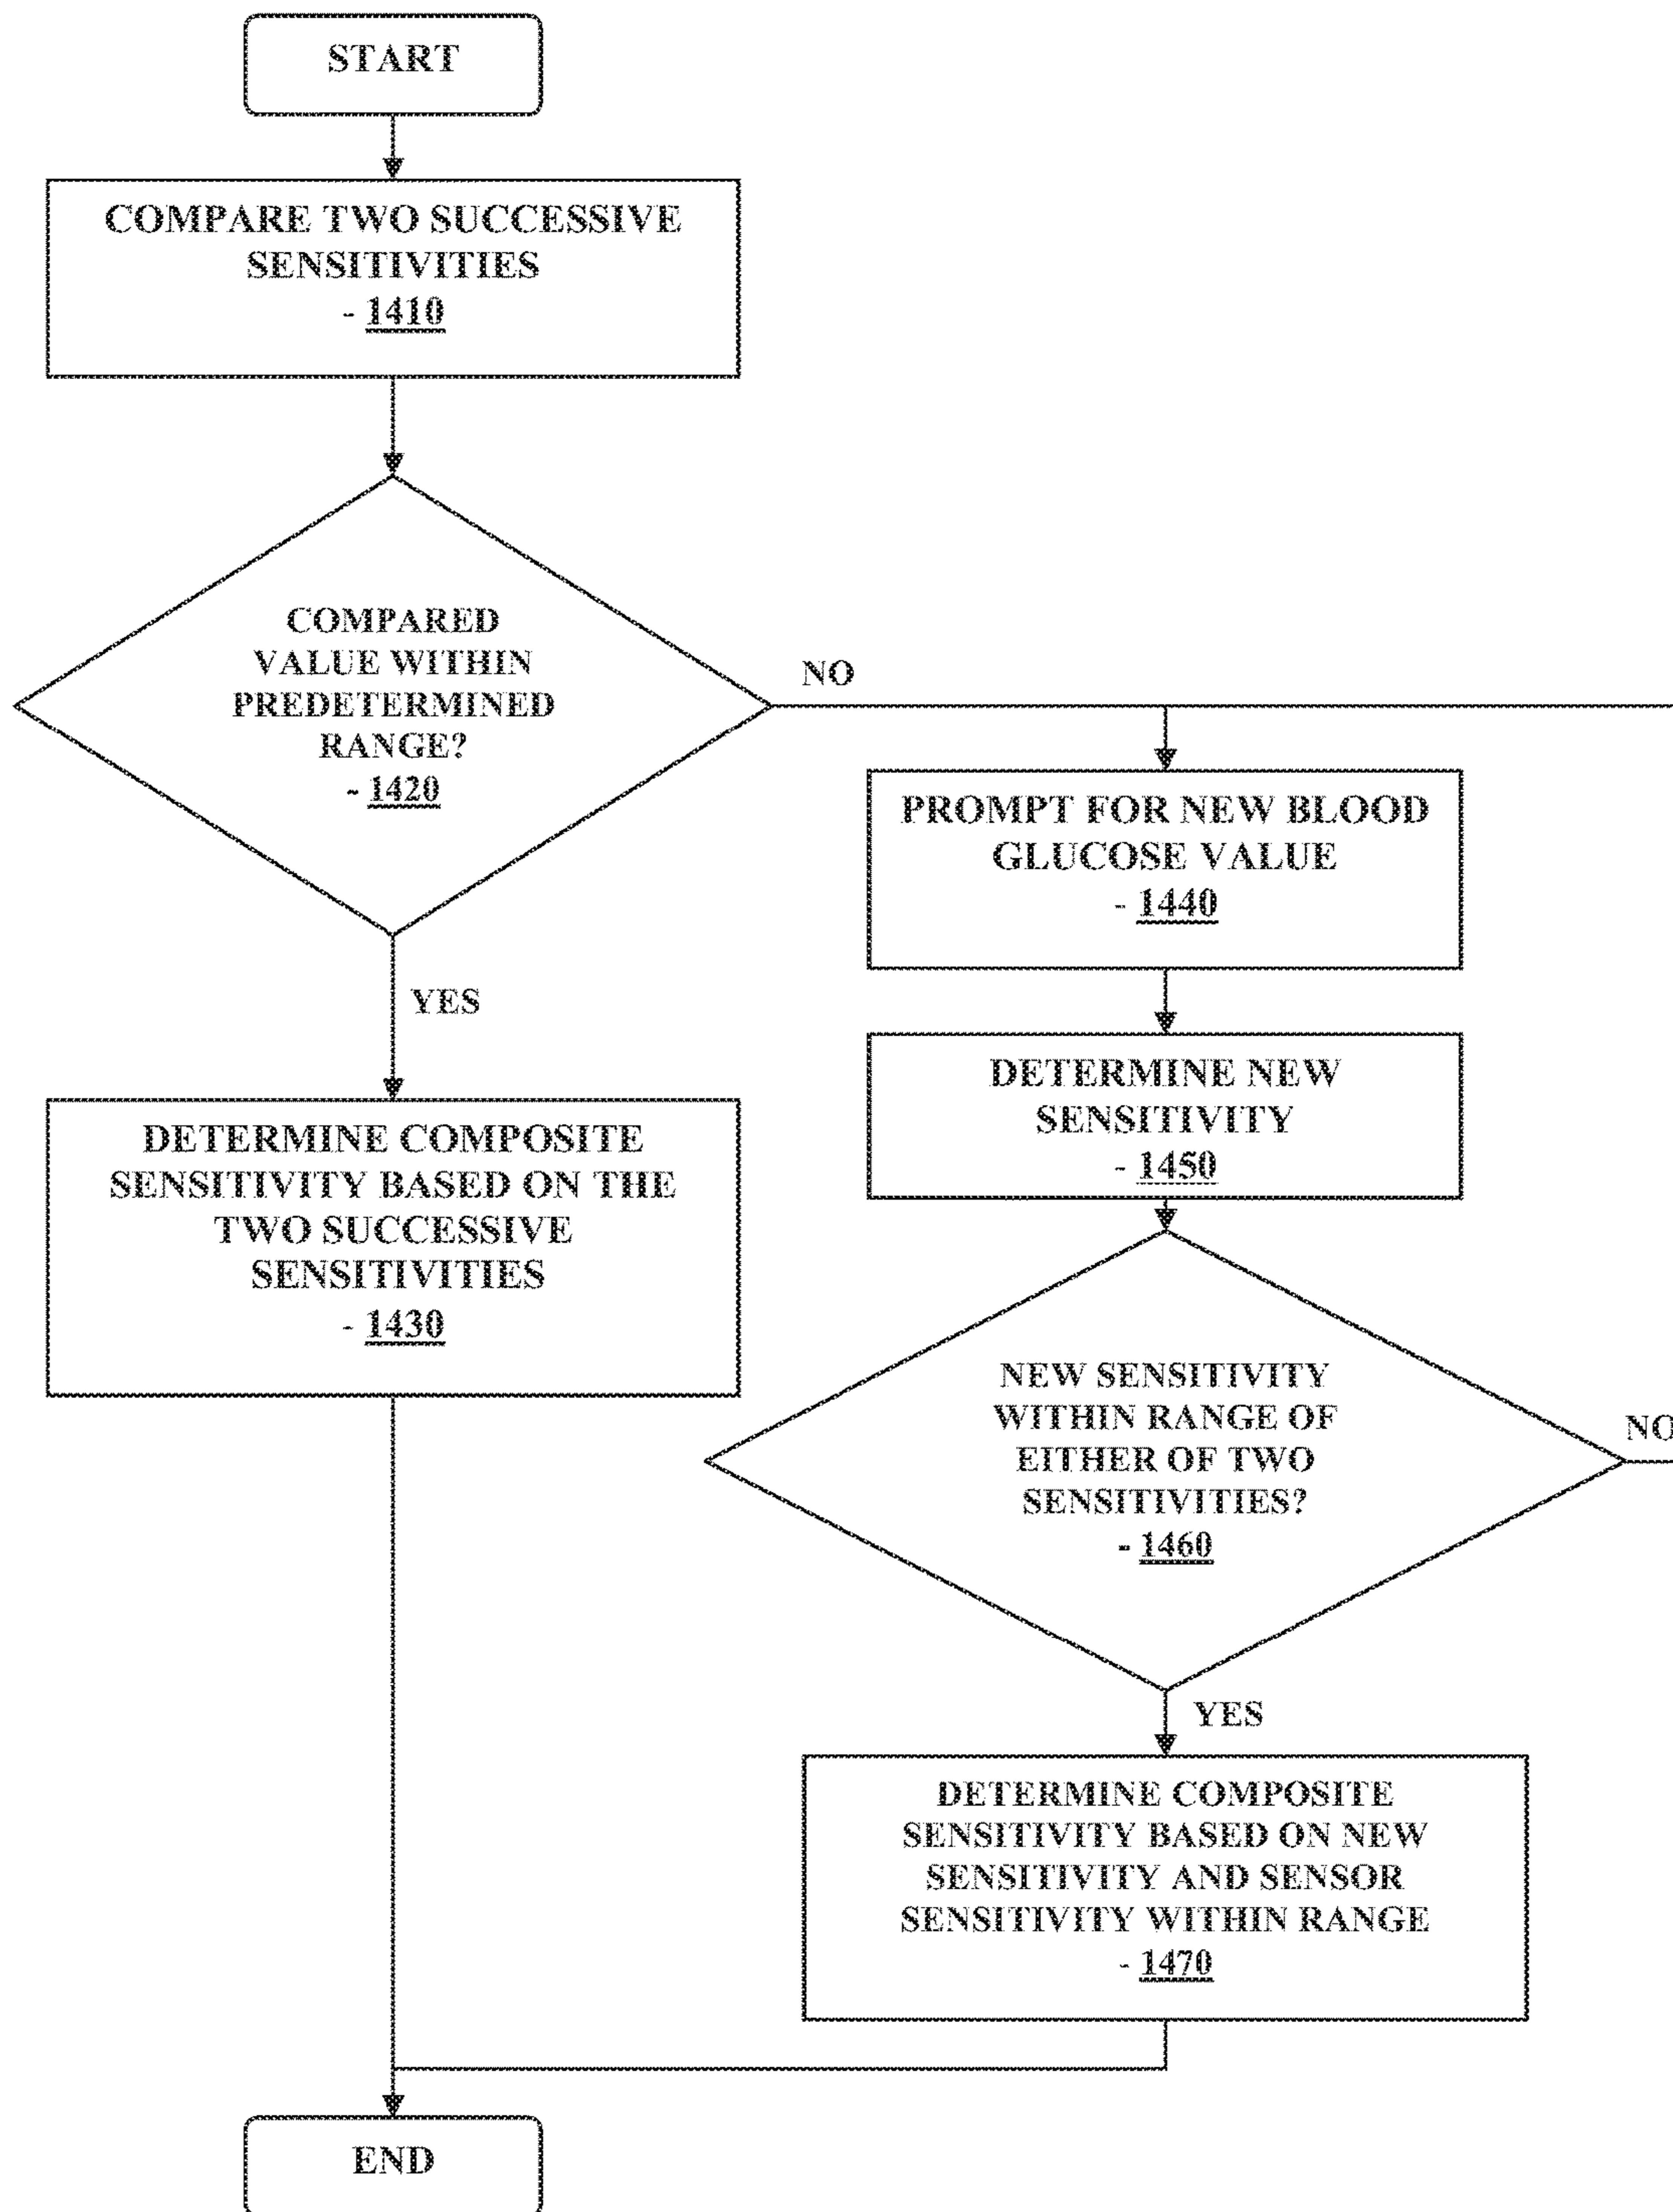 START
COMPARE TWO SUCCESSIVE
SENSITIVITIES
- 1410
COMPARED
VALUE WITHIN
PREDETERMINED
RANGE?
- 1420
NO
YES
DETERMINE COMPOSITE
SENSITIVITY BASED ON THE
TWO SUCCESSIVE
SENSITIVITIES
- 1430
PROMPT FOR NEW BLOOD
GLUCOSE VALUE
- 1440
DETERMINE NEW
SENSITIVITY
- 1450
NEW SENSITIVITY
WITHIN RANGE OF
EITHER OF TWO
SENSITIVITIES?
- 1460
NO
YES
DETERMINE COMPOSITE
SENSITIVITY BASED ON NEW
SENSITIVITY AND SENSOR
SENSITIVITY WITHIN RANGE
- 1470
END